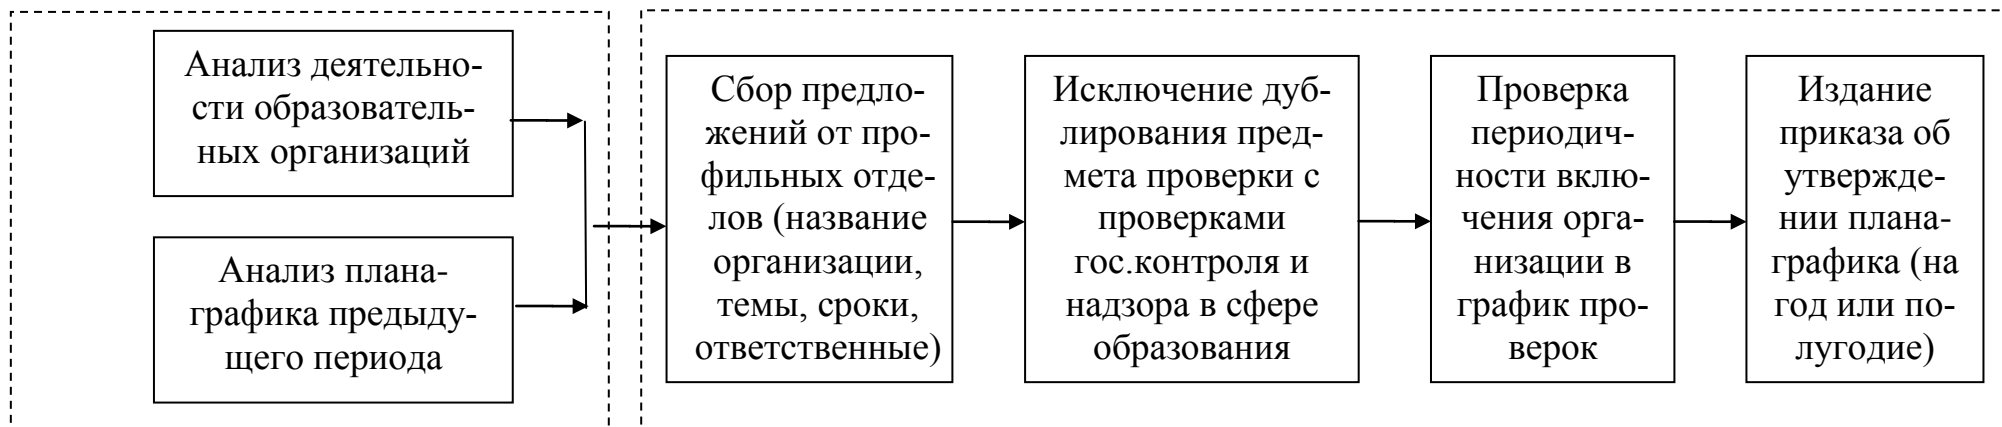 Анализ деятельно-
сти образователь-
ных организаций
Анализ плана-
графика предыду-
щего периода
Сбор предло-
жений от про-
фильных отде-
лов (название
организации,
темы, сроки,
ответственные)
Исключение дуб-
лирования пред-
мета проверки с
проверками
гос.контроля и
надзора в сфере
образования
Проверка
периодич-
ности вклю-
чения орга-
низации в
график про-
верок
Издание
приказа об
утвержде-
нии плана-
графика (на
год или по-
лугодие)